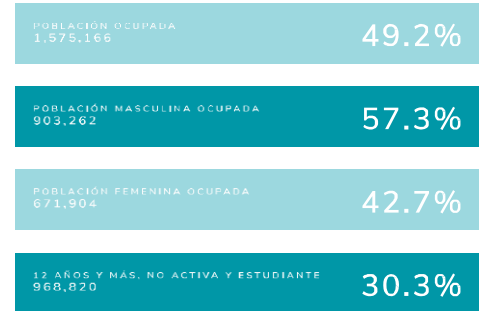 POBLACIÓN OCUPADA
1,575,166
49.2%
POBLACIÓN MASCULINA OCUPADA
903,262
57.3%
POBLACIÓN FEMENINA OCUPADA
671,904
42.7%
12 AÑOS Y MÁS, NO ACTIVA Y ESTUDIANTE
968,820
30.3%